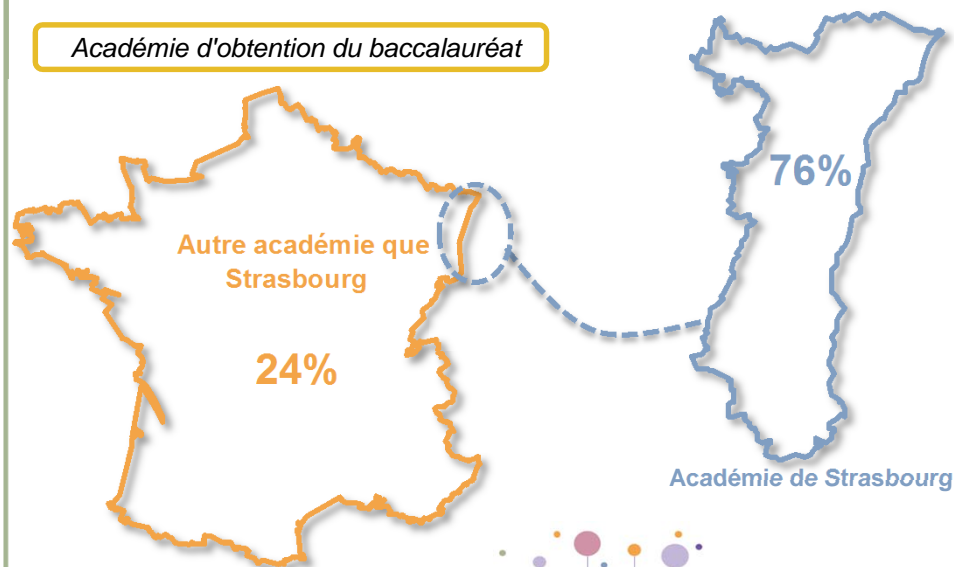 Académie d'obtention du baccalauréat
76%
Autre académie que
Strasbourg
24%
Académie de Strasbourg